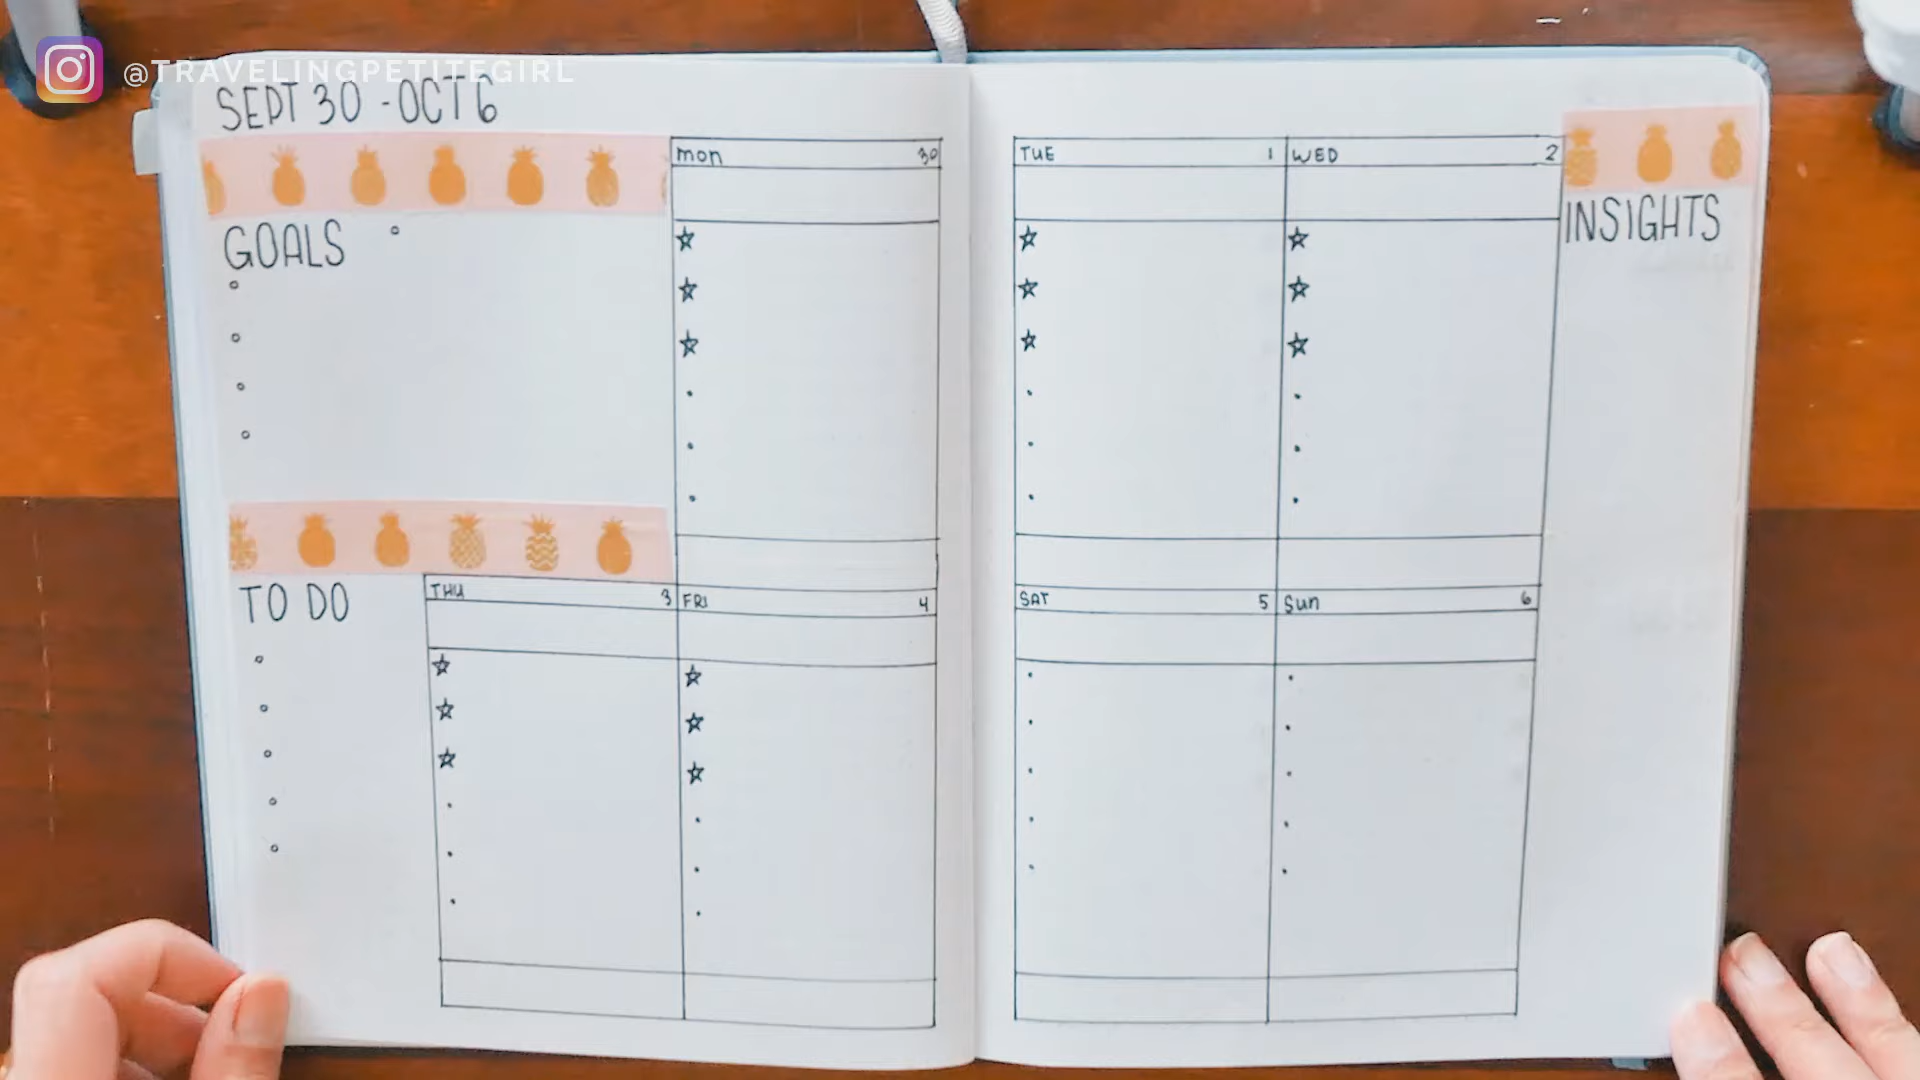 @TRAVELINGPETITEGIRL
SEPT 30 - OCT 6
mon 30
TUE 1
WED 2
GOALS
INSIGHTS
TO DO
THU 3
FRI 4
SAT 5
Sun 6